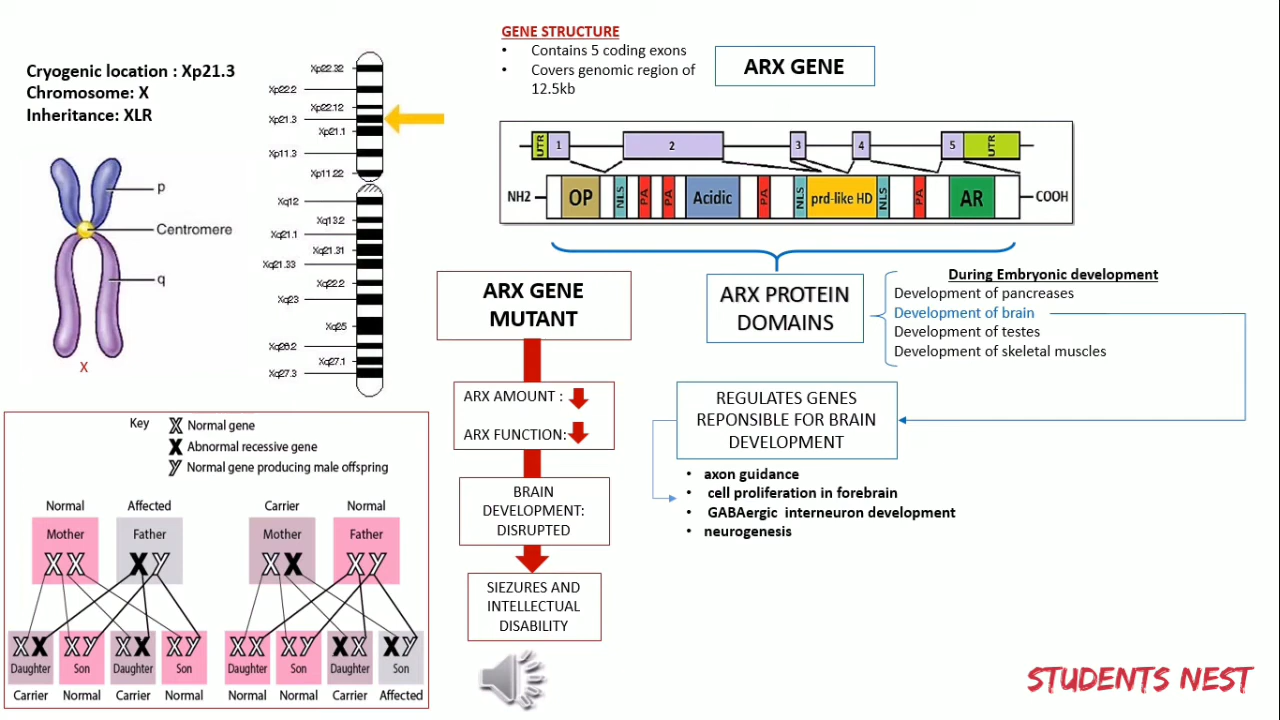 Cryogenic location : Xp21.3
Chromosome: X
Inheritance: XLR
p
Centromere
q
X
Xp22.32
Xp22.2
Xp22.12
Xp21.3
Xp21.1
Xp11.3
Xp11.22
Xq12
Xq13.2
Xq21.1
Xq21.31
Xq21.33
Xq22.2
Xq23
Xq25
Xq26.2
Xq27.1
Xq27.3
GENE STRUCTURE
• Contains 5 coding exons
• Covers genomic region of
12.5kb
ARX GENE
UTR 1 2 3 4 5 UTR
NH2 OP NLS PA PA Acidic PA NLS prd-like HD NLS PA AR COOH
ARX GENE
MUTANT
ARX AMOUNT :
ARX FUNCTION:
BRAIN
DEVELOPMENT:
DISRUPTED
SIEZURES AND
INTELLECTUAL
DISABILITY
ARX PROTEIN
DOMAINS
During Embryonic development
Development of pancreases
Development of brain
Development of testes
Development of skeletal muscles
REGULATES GENES
REPONSIBLE FOR BRAIN
DEVELOPMENT
• axon guidance
• cell proliferation in forebrain
• GABAergic interneuron development
• neurogenesis
Key
X Normal gene
X Abnormal recessive gene
Y Normal gene producing male offspring
Normal Affected
Mother Father
X X X Y
X X X Y X X X Y
Daughter Son Daughter Son
Carrier Normal Carrier Normal
Carrier Normal
Mother Father
X X X Y
X X X Y X X X Y
Daughter Son Daughter Son
Normal Normal Carrier Affected
STUDENTS NEST